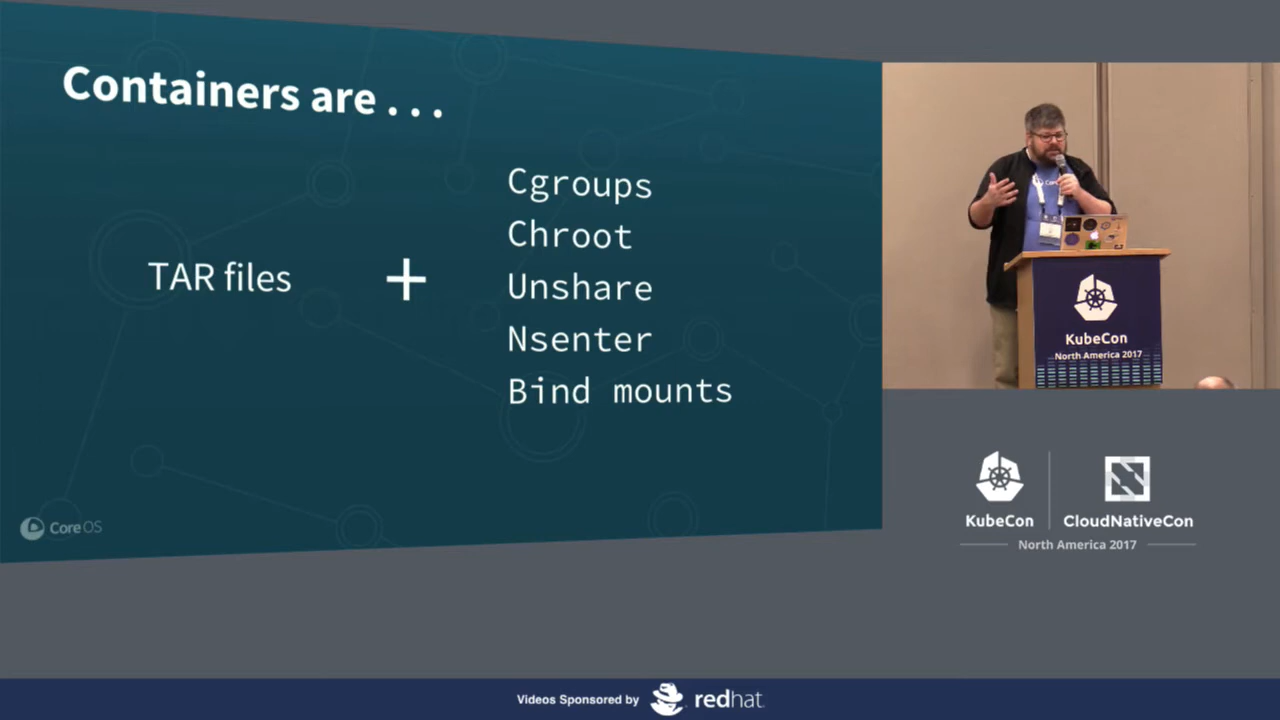 Containers are . . .
TAR files
+
Cgroups
Chroot
Unshare
Nsenter
Bind mounts
CoreOS
KubeCon
North America 2017
KubeCon
CloudNativeCon
North America 2017
Videos Sponsored by
redhat.